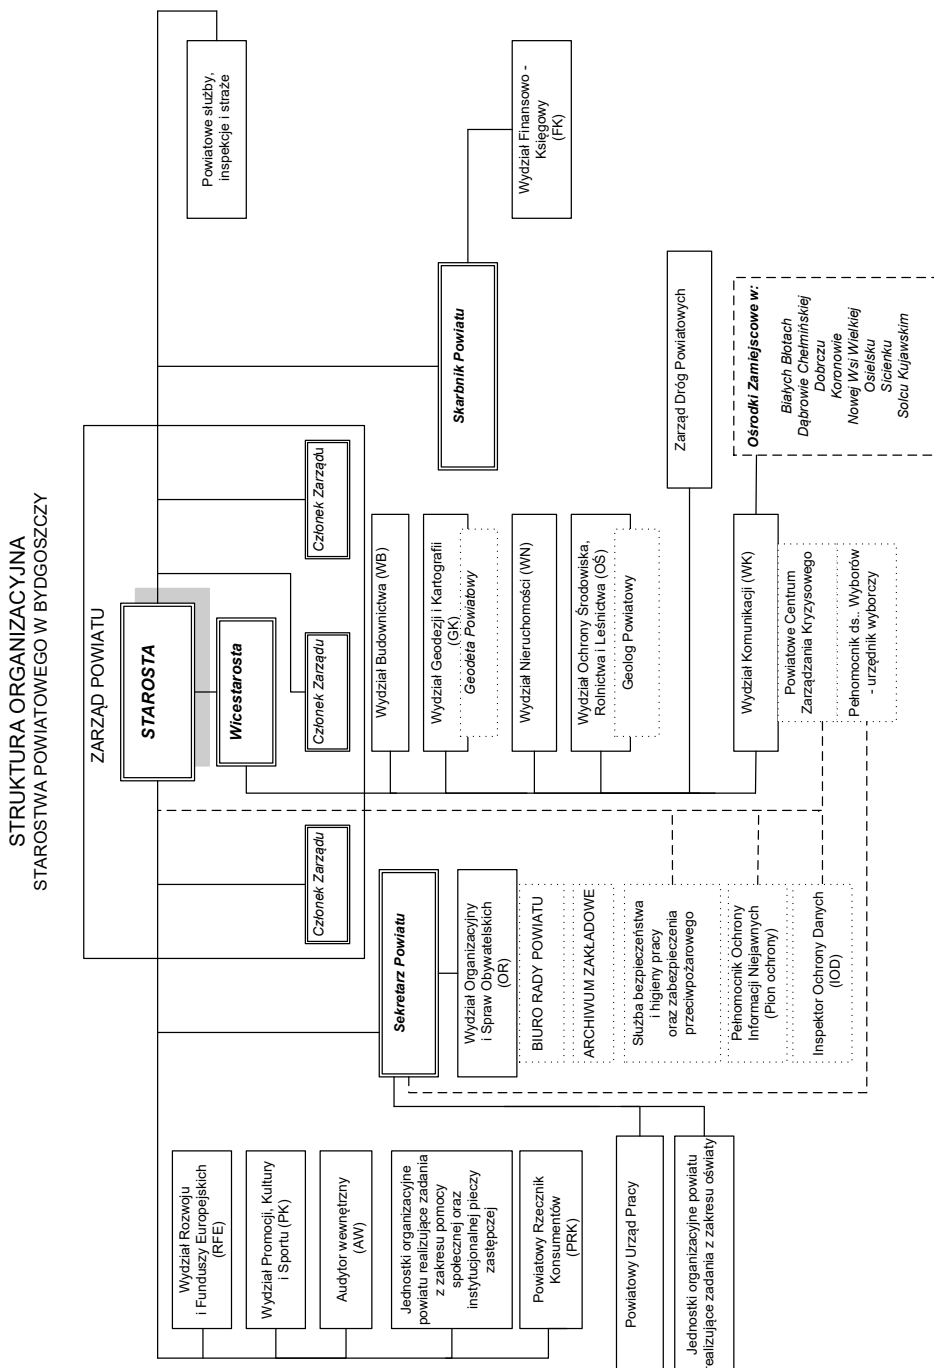 STRUKTURA ORGANIZACYJNA
STAROSTWA POWIATOWEGO W BYDGOSZCZY
ZARZĄD POWIATU
STAROSTA
Wicestarosta
Członek Zarządu
Członek Zarządu
Członek Zarządu
Powiatowe służby,
inspekcje i straże
Wydział Rozwoju
i Funduszy Europejskich
(RFE)
Wydział Promocji, Kultury
i Sportu (PK)
Audytor wewnętrzny
(AW)
Jednostki organizacyjne
powiatu realizujące zadania
z zakresu pomocy
społecznej oraz
instytucjonalnej pieczy
zastępczej
Powiatowy Rzecznik
Konsumentów
(PRK)
Powiatowy Urząd Pracy
Jednostki organizacyjne powiatu
realizujące zadania z zakresu oświaty
Sekretarz Powiatu
Wydział Organizacyjny
i Spraw Obywatelskich
(OR)
BIURO RADY POWIATU
ARCHIWUM ZAKŁADOWE
Służba bezpieczeństwa
i higieny pracy
oraz zabezpieczenia
przeciwpożarowego
Pełnomocnik Ochrony
Informacji Niejawnych
(Pion ochrony)
Inspektor Ochrony Danych
(IOD)
Wydział Budownictwa (WB)
Wydział Geodezji i Kartografii
(GK)
Geodeta Powiatowy
Wydział Nieruchomości (WN)
Wydział Ochrony Środowiska,
Rolnictwa i Leśnictwa (OŚ)
Geolog Powiatowy
Zarząd Dróg Powiatowych
Wydział Komunikacji (WK)
Powiatowe Centrum
Zarządzania Kryzysowego
Pełnomocnik ds.. Wyborów
- urzędnik wyborczy
Skarbnik Powiatu
Wydział Finansowo -
Księgowy
(FK)
Ośrodki Zamiejscowe w:
Białych Błotach
Dąbrowie Chełmińskiej
Dobrczu
Koronowie
Nowej Wsi Wielkiej
Osielsku
Sicienku
Solcu Kujawskim